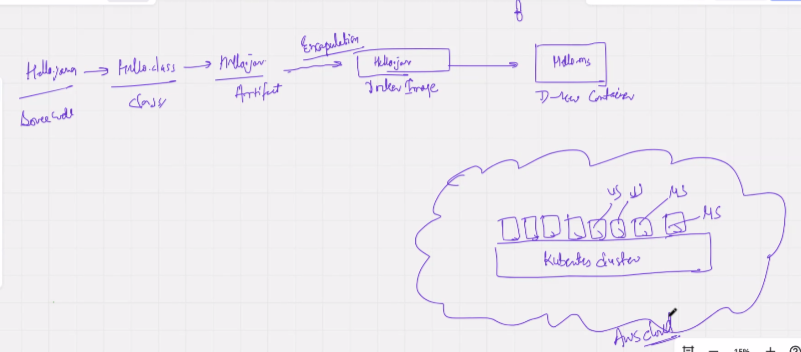 Encapsulation
Hello.java → Hello.class → Hello.jar
Hello.jar
Hello.ms
Source code
class
Artifact
Docker Image
Docker Container
MS
MS
Kubernetes cluster
AWS cloud
15%